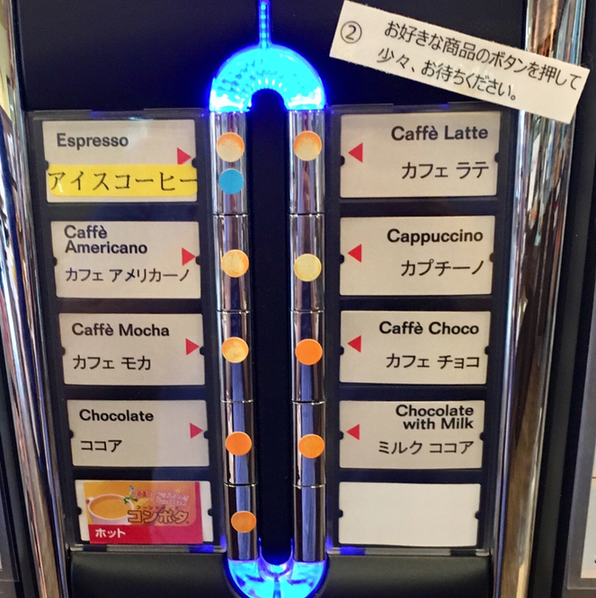 ② お好きな商品のボタンを押して
少々、お待ちください。
Espresso
アイスコーヒー
Caffè
Americano
カフェ アメリカーノ
Caffè Mocha
カフェ モカ
Chocolate
ココア
コンポタ
ホット
Caffè Latte
カフェ ラテ
Cappuccino
カプチーノ
Caffè Choco
カフェ チョコ
Chocolate
with Milk
ミルク ココア